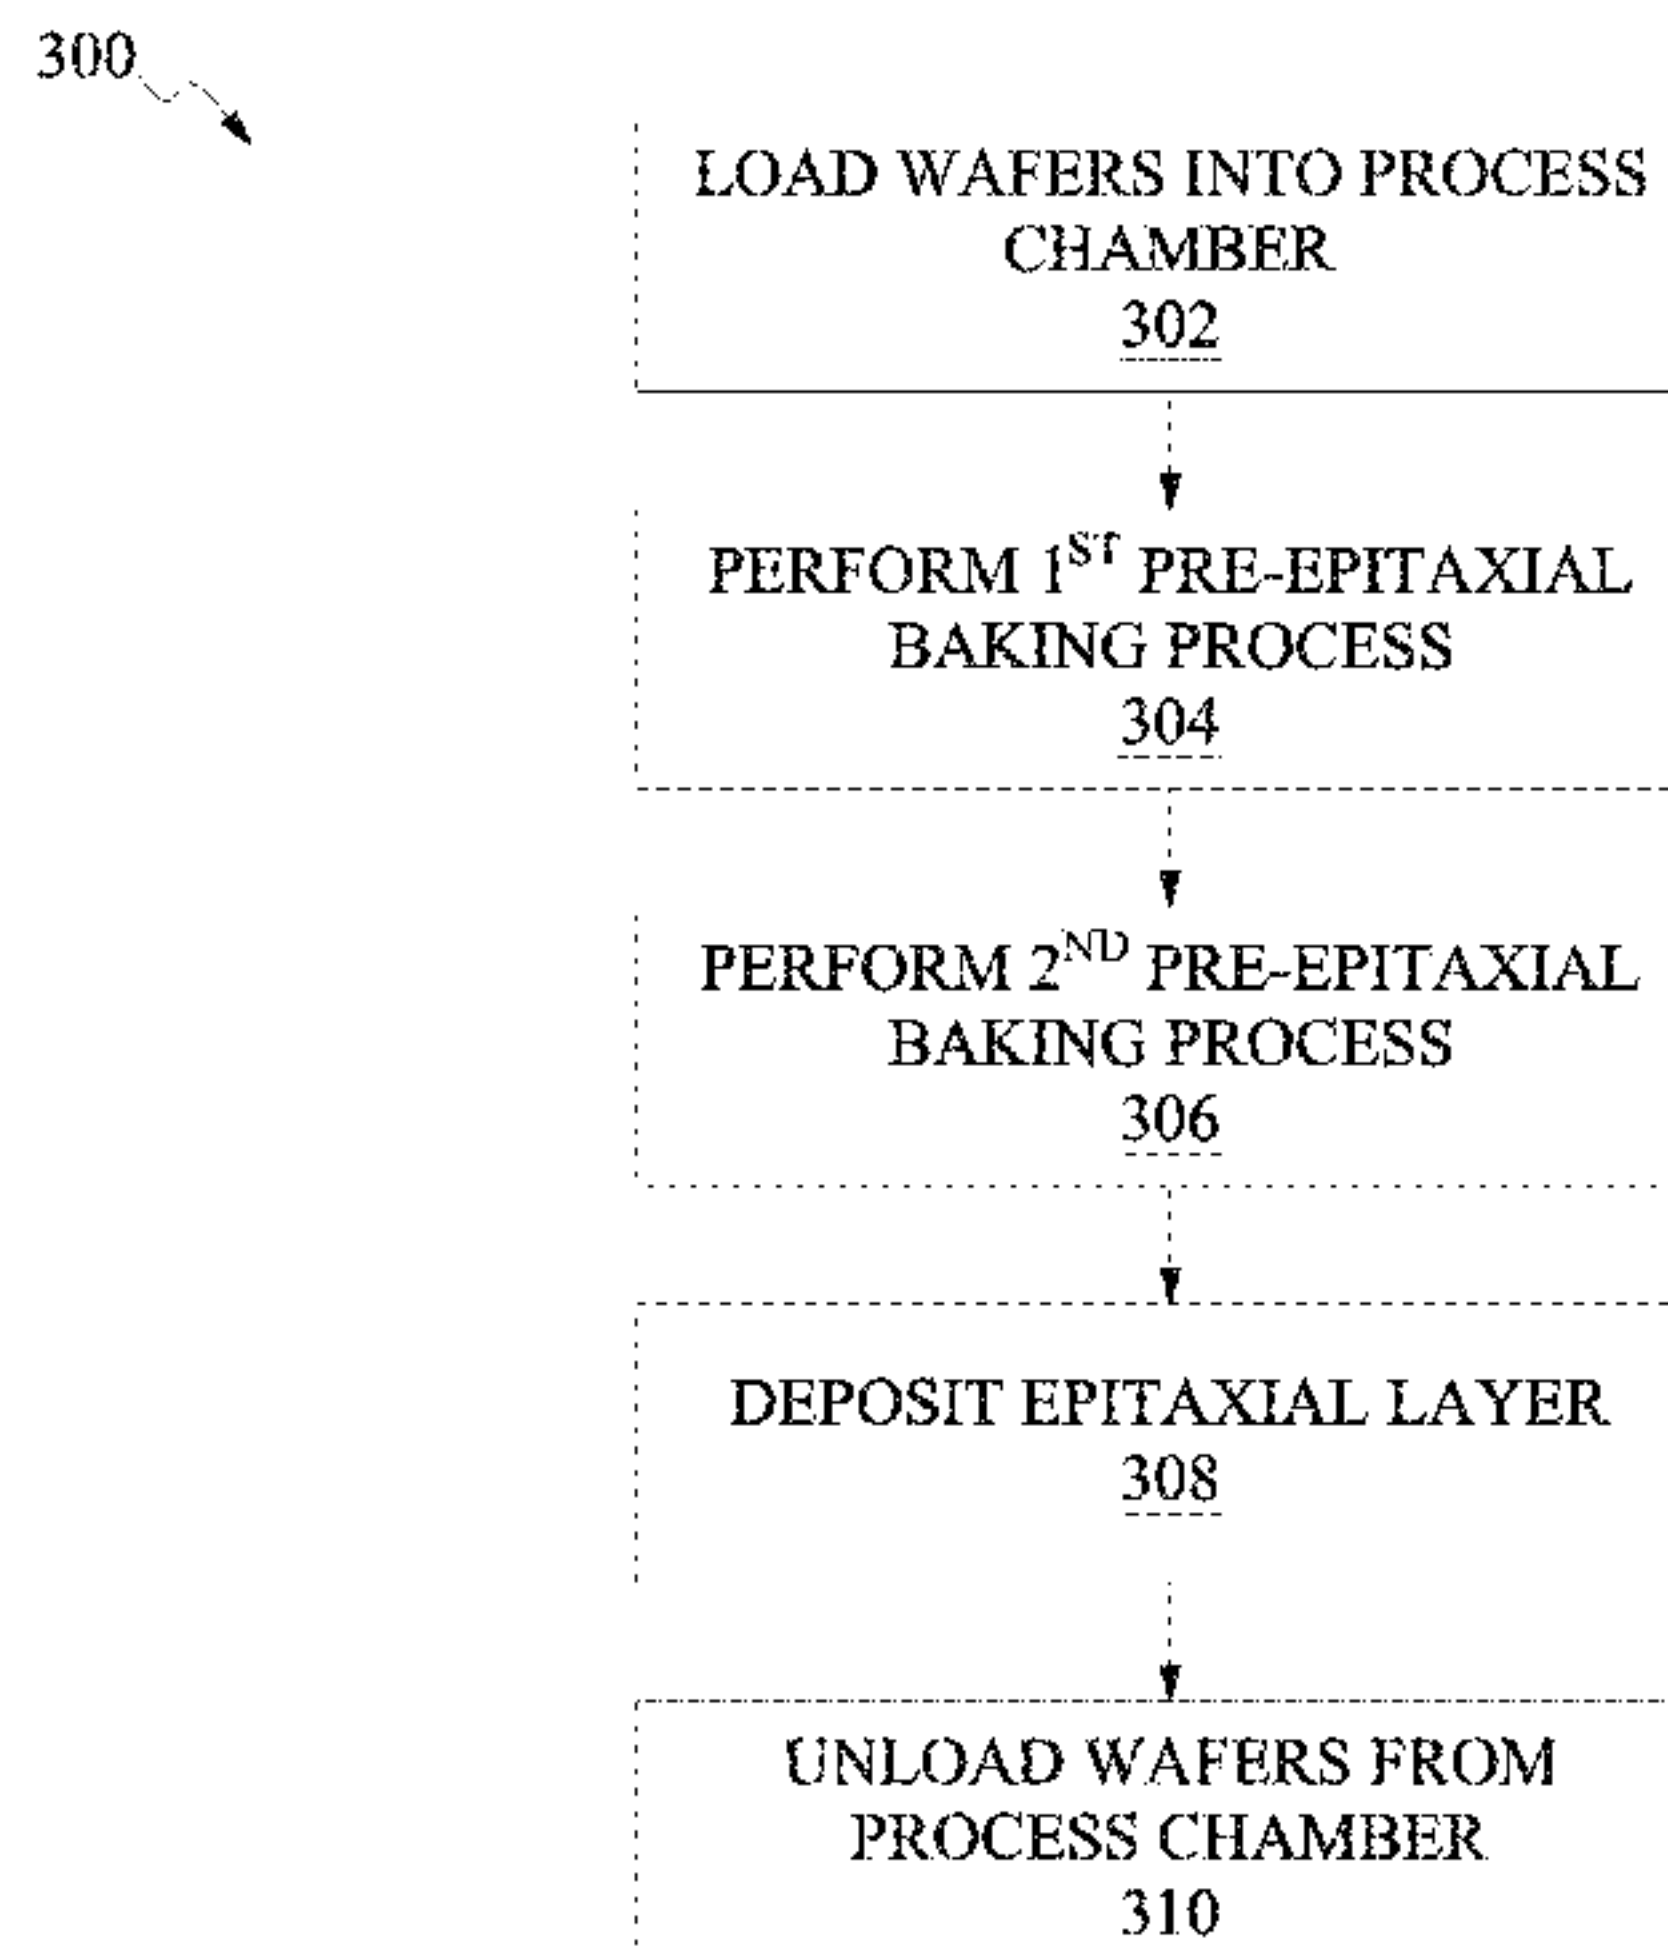 300
LOAD WAFERS INTO PROCESS
CHAMBER
302
PERFORM 1ST PRE-EPITAXIAL
BAKING PROCESS
304
PERFORM 2ND PRE-EPITAXIAL
BAKING PROCESS
306
DEPOSIT EPITAXIAL LAYER
308
UNLOAD WAFERS FROM
PROCESS CHAMBER
310